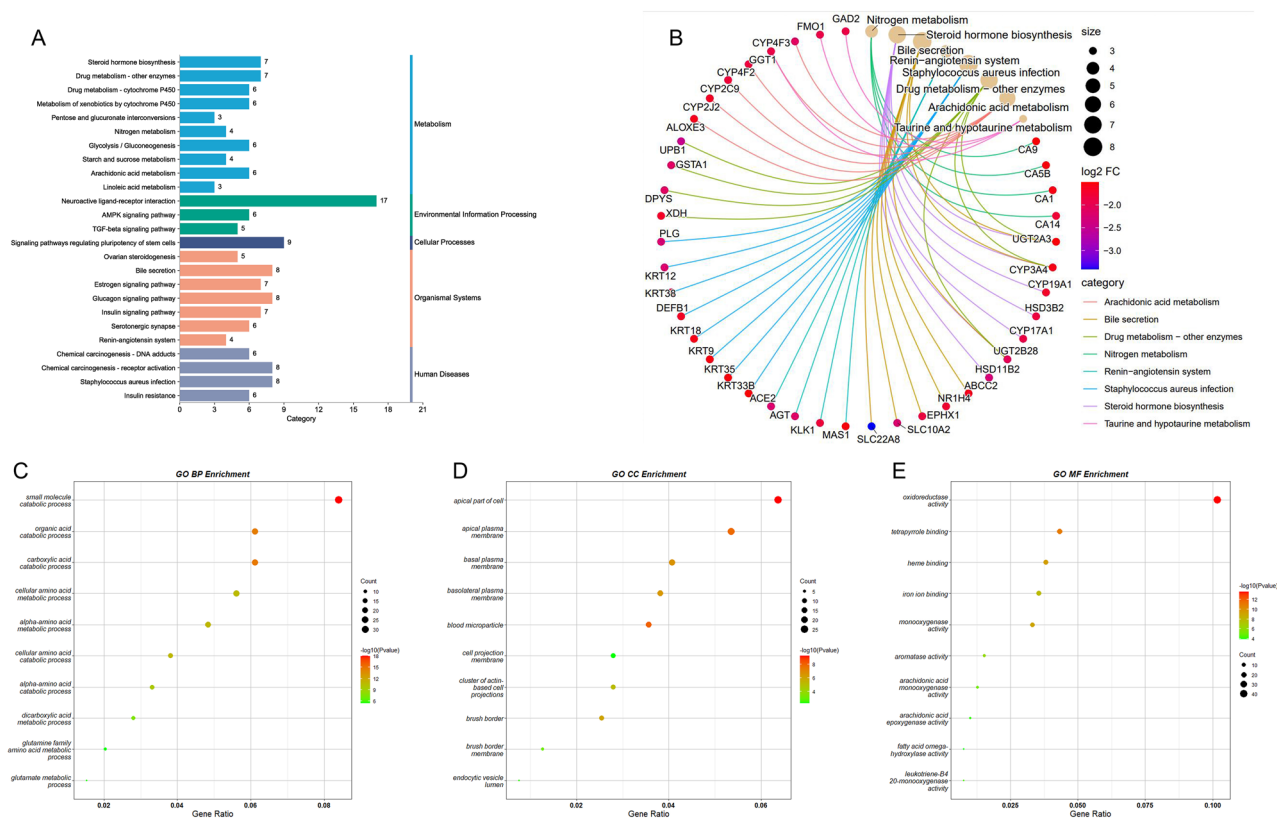 A
Steroid hormone biosynthesis 7
Drug metabolism - other enzymes 7
Drug metabolism - cytochrome P450 6
Metabolism of xenobiotics by cytochrome P450 6
Pentose and glucuronate interconversions 3
Nitrogen metabolism 4
Glycolysis / Gluconeogenesis 6
Starch and sucrose metabolism 4
Arachidonic acid metabolism 6
Linoleic acid metabolism 3
Neuroactive ligand-receptor interaction 17
AMPK signaling pathway 6
TGF-beta signaling pathway 5
Signaling pathways regulating pluripotency of stem cells 9
Ovarian steroidogenesis 5
Bile secretion 8
Estrogen signaling pathway 7
Glucagon signaling pathway 8
Insulin signaling pathway 7
Serotonergic synapse 6
Renin-angiotensin system 4
Chemical carcinogenesis - DNA adducts 6
Chemical carcinogenesis - receptor activation 8
Staphylococcus aureus infection 8
Insulin resistance 6
Metabolism
Environmental Information Processing
Cellular Processes
Organismal Systems
Human Diseases
0 3 6 9 12 15 18 21
Category
B
Nitrogen metabolism
Steroid hormone biosynthesis
Bile secretion
Renin-angiotensin system
Staphylococcus aureus infection
Drug metabolism - other enzymes
Arachidonic acid metabolism
Taurine and hypotaurine metabolism
CA9
CA5B
CA1
CA14
UGT2A3
CYP3A4
CYP19A1
HSD3B2
CYP17A1
UGT2B28
HSD11B2
ABCC2
NR1H4
EPHX1
SLC10A2
SLC22A8
MAS1
KLK1
AGT
ACE2
KRT33B
KRT35
KRT9
KRT18
DEFB1
KRT38
KRT12
PLG
XDH
DPYS
GSTA1
UPB1
ALOXE3
CYP2J2
CYP2C9
CYP4F2
GGT1
CYP4F3
FMO1
GAD2
size
3
4
5
6
7
8
log2 FC
−2.0
−2.5
−3.0
category
Arachidonic acid metabolism
Bile secretion
Drug metabolism − other enzymes
Nitrogen metabolism
Renin-angiotensin system
Staphylococcus aureus infection
Steroid hormone biosynthesis
Taurine and hypotaurine metabolism
C
GO BP Enrichment
small molecule
catabolic process
organic acid
catabolic process
carboxylic acid
catabolic process
cellular amino acid
metabolic process
alpha-amino acid
metabolic process
cellular amino acid
catabolic process
alpha-amino acid
catabolic process
dicarboxylic acid
metabolic process
glutamine family
amino acid metabolic
process
glutamate metabolic
process
0.02 0.04 0.06 0.08
Gene Ratio
Count
10
15
20
25
30
-log10(Pvalue)
18
15
12
9
6
D
GO CC Enrichment
apical part of cell
apical plasma
membrane
basal plasma
membrane
basolateral plasma
membrane
blood microparticle
cell projection
membrane
cluster of actin-
based cell
projections
brush border
brush border
membrane
endocytic vesicle
lumen
0.02 0.04 0.06
Gene Ratio
Count
5
10
15
20
25
-log10(Pvalue)
8
6
4
E
GO MF Enrichment
oxidoreductase
activity
tetrapyrrole binding
heme binding
iron ion binding
monooxygenase
activity
aromatase activity
arachidonic acid
monooxygenase
activity
arachidonic acid
epoxygenase activity
fatty acid omega-
hydroxylase activity
leukotriene-B4
20-monooxygenase
activity
0.025 0.050 0.075 0.100
Gene Ratio
-log10(Pvalue)
12
10
8
6
4
Count
10
20
30
40